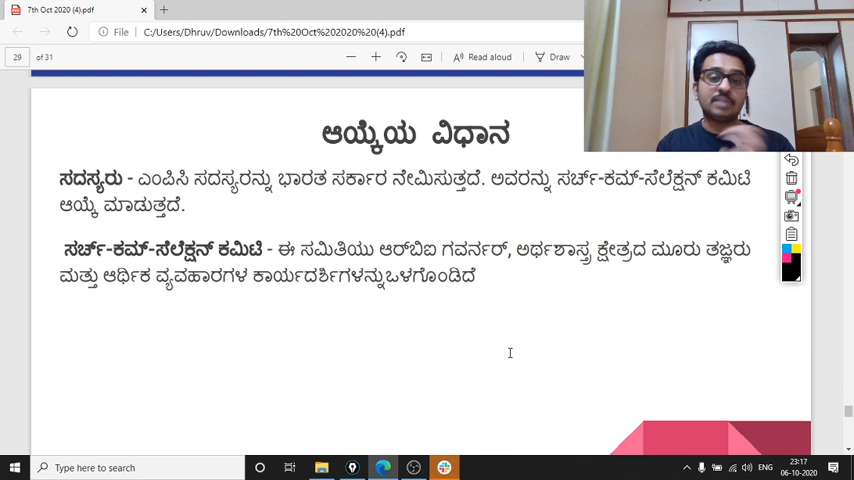 7th Oct 2020 (4).pdf
File
C:/Users/Dhruv/Downloads/7th%20Oct%202020%20(4).pdf
29 of 31
Read aloud
Draw
ಆಯ್ಕೆಯ ವಿಧಾನ
ಸದಸ್ಯರು - ಎಂಪಿಸಿ ಸದಸ್ಯರನ್ನು ಭಾರತ ಸರ್ಕಾರ ನೇಮಿಸುತ್ತದೆ. ಅವರನ್ನು ಸರ್ಚ್-ಕಮ್-ಸೆಲೆಕ್ಷನ್ ಕಮಿಟಿ
ಆಯ್ಕೆ ಮಾಡುತ್ತದೆ.
ಸರ್ಚ್-ಕಮ್-ಸೆಲೆಕ್ಷನ್ ಕಮಿಟಿ - ಈ ಸಮಿತಿಯು ಆರ್‌ಬಿಐ ಗವರ್ನರ್, ಅರ್ಥಶಾಸ್ತ್ರ ಕ್ಷೇತ್ರದ ಮೂರು ತಜ್ಞರು
ಮತ್ತು ಆರ್ಥಿಕ ವ್ಯವಹಾರಗಳ ಕಾರ್ಯದರ್ಶಿಗಳನ್ನುಒಳಗೊಂಡಿದೆ
Type here to search
ENG
23:17
06-10-2020